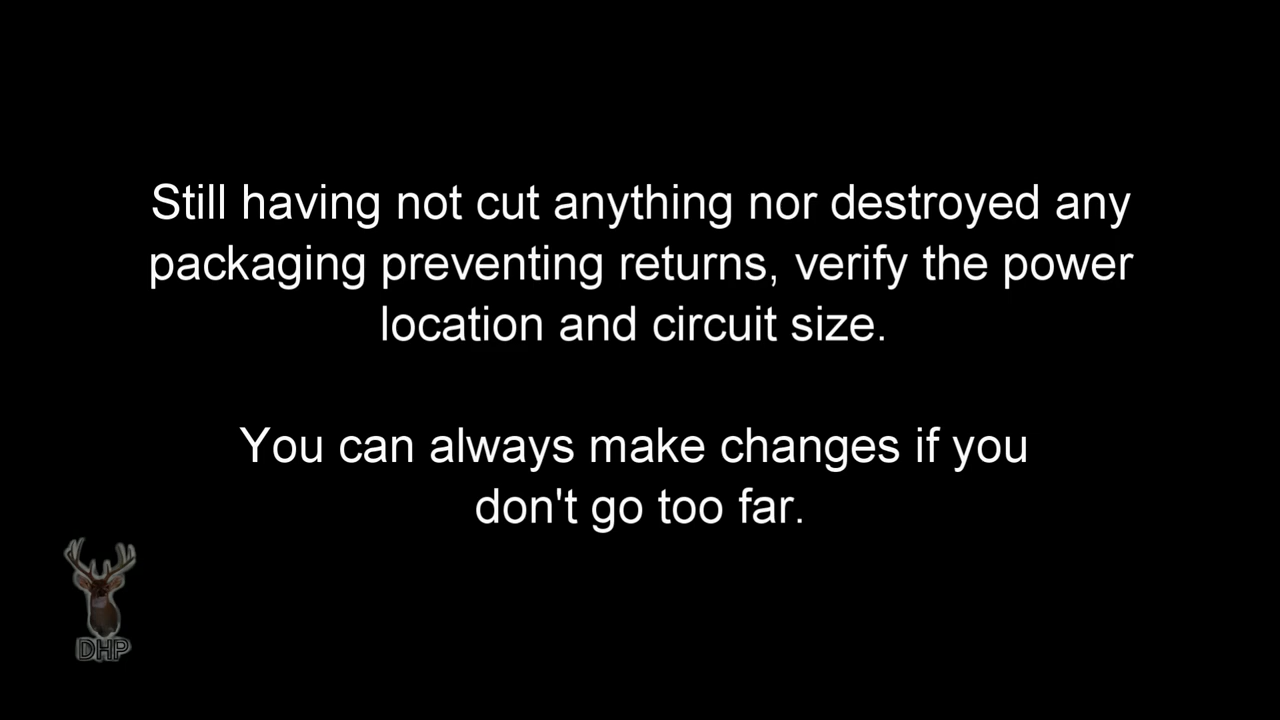 Still having not cut anything nor destroyed any
packaging preventing returns, verify the power
location and circuit size.
You can always make changes if you
don't go too far.
DHP